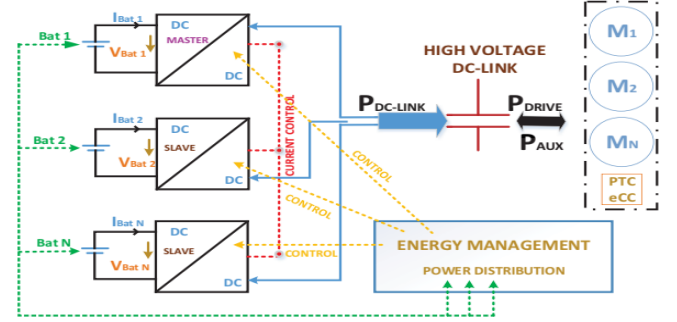 Bat 1
IBat 1
VBat 1
DC
MASTER
DC
Bat 2
IBat 2
VBat 2
DC
SLAVE
DC
Bat N
IBat N
VBat N
DC
SLAVE
DC
CURRENT CONTROL
CONTROL
CONTROL
CONTROL
PDC-LINK
HIGH VOLTAGE
DC-LINK
PDRIVE
PAUX
M1
M2
MN
PTC
eCC
ENERGY MANAGEMENT
POWER DISTRIBUTION